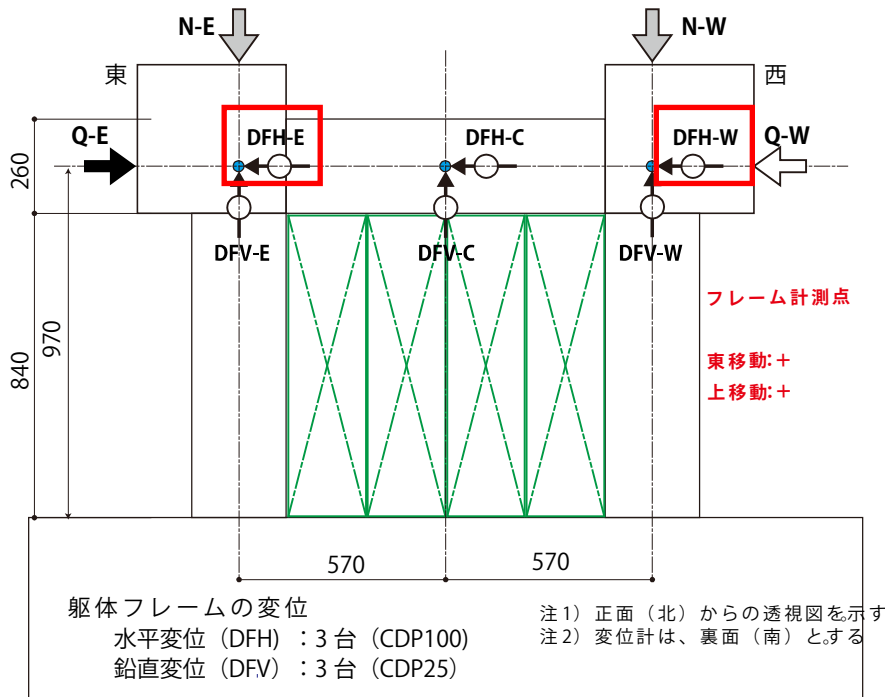 N-E
N-W
東
西
Q-E
DFH-E
DFH-C
DFH-W
Q-W
260
DFV-E
DFV-C
DFV-W
フレーム計測点
970
840
東移動:+
上移動:+
570
570
躯体フレームの変位
水平変位(DFH):3台(CDP100)
鉛直変位(DFV):3台(CDP25)
注1)正面(北)からの透視図を示す
注2)変位計は、裏面(南)とする